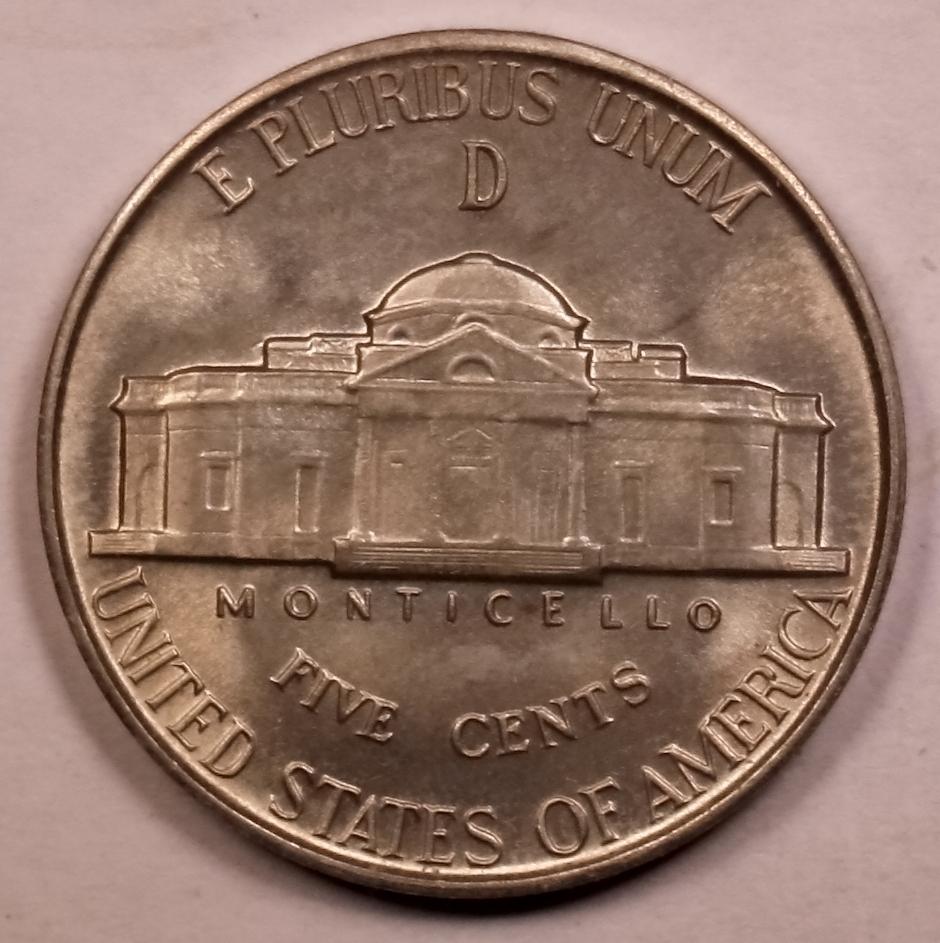 E PLURIBUS UNUM
D
MONTICELLO
FIVE CENTS
UNITED STATES OF AMERICA